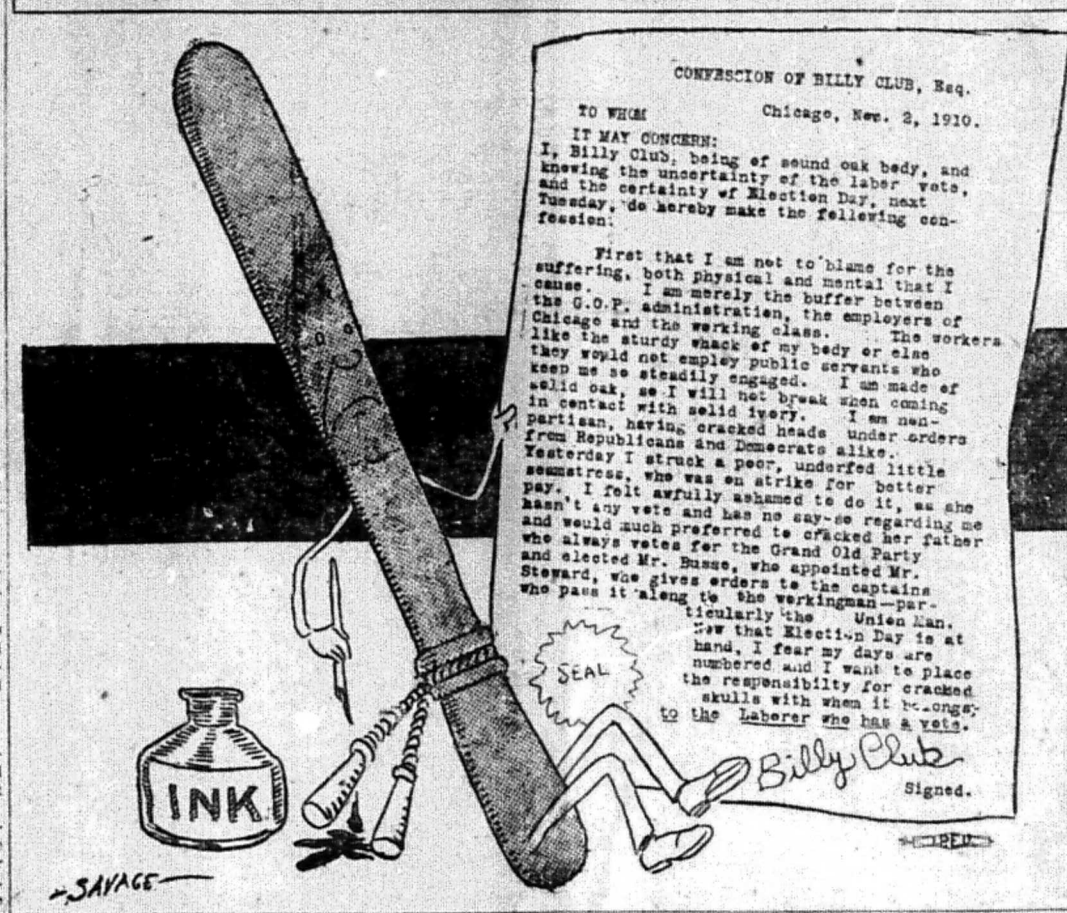 CONFESSION OF BILLY CLUB, Esq.
TO WHOM Chicago, Nov. 2, 1910.
IT MAY CONCERN:
I, Billy Club, being of sound oak body, and
knowing the uncertainty of the labor vote,
and the certainty of Election Day, next
Tuesday, do hereby make the following con-
fession:
First that I am not to blame for the
suffering, both physical and mental that I
cause. I am merely the buffer between
the G.O.P. administration, the employers of
Chicago and the working class. The workers
like the sturdy whack of my body or else
they would not employ public servants who
keep me so steadily engaged. I am made of
solid oak, so I will not break when coming
in contact with solid ivory. I am non-
partisan, having cracked heads under orders
from Republicans and Democrats alike.
Yesterday I struck a poor, underfed little
seamstress, who was on strike for better
pay. I felt awfully ashamed to do it, as she
hasn't any vote and has no say-so regarding me
and would much preferred to cracked her father
who always votes for the Grand Old Party
and elected Mr. Busse, who appointed Mr.
Steward, who gives orders to the captains
who pass it along to the workingman—par-
ticularly the Union Man.
Now that Election Day is at
hand, I fear my days are
numbered and I want to place
the responsibilty for cracked
skulls with whom it belongs,
to the Laborer who has a vote.
SEAL
Billy Club
Signed.
INK
SAVAGE